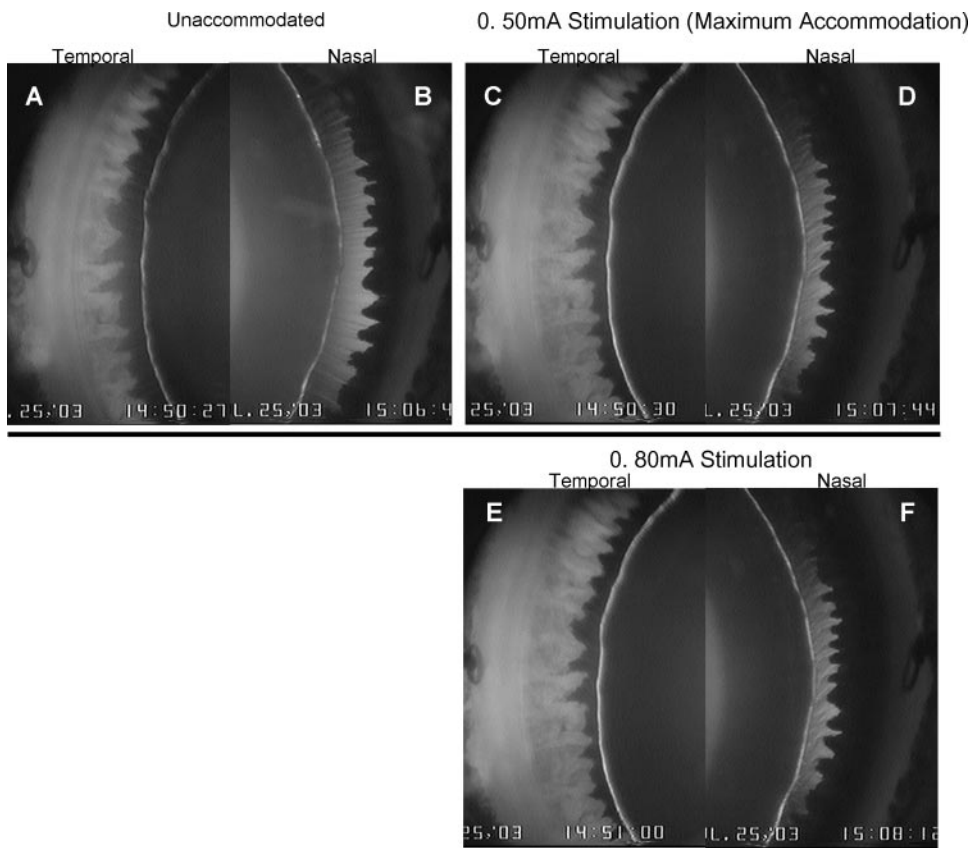 Unaccommodated
0. 50mA Stimulation (Maximum Accommodation)
Temporal Nasal Temporal Nasal
A B C D
.25,'03 14:50:27 L.25,'03 15:06:4 25,'03 14:50:30 L.25,'03 15:07:44
0. 80mA Stimulation
Temporal Nasal
E F
25,'03 14:51:00 L.25,'03 15:08:12